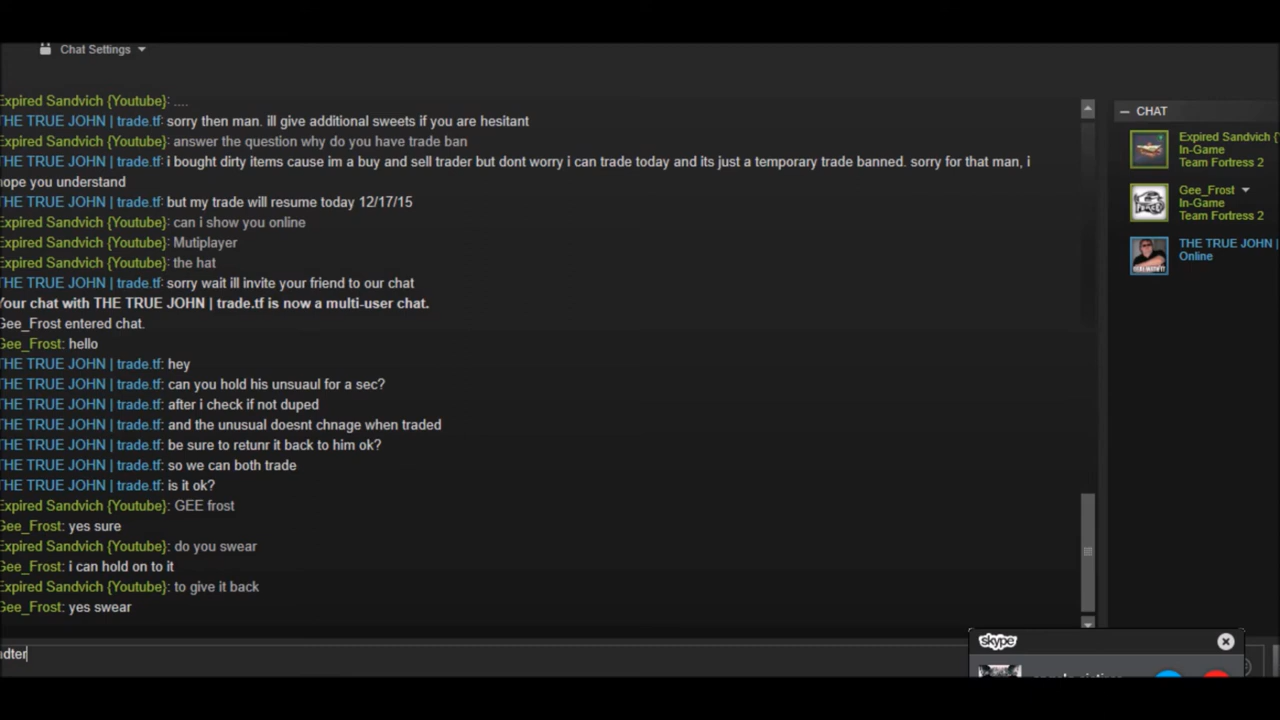 Chat Settings
Expired Sandvich {Youtube}: ....
THE TRUE JOHN | trade.tf: sorry then man. ill give additional sweets if you are hesitant
Expired Sandvich {Youtube}: answer the question why do you have trade ban
THE TRUE JOHN | trade.tf: i bought dirty items cause im a buy and sell trader but dont worry i can trade today and its just a temporary trade banned. sorry for that man, i
hope you understand
THE TRUE JOHN | trade.tf: but my trade will resume today 12/17/15
Expired Sandvich {Youtube}: can i show you online
Expired Sandvich {Youtube}: Mutiplayer
Expired Sandvich {Youtube}: the hat
THE TRUE JOHN | trade.tf: sorry wait ill invite your friend to our chat
Your chat with THE TRUE JOHN | trade.tf is now a multi-user chat.
Gee_Frost entered chat.
Gee_Frost: hello
THE TRUE JOHN | trade.tf: hey
THE TRUE JOHN | trade.tf: can you hold his unsuaul for a sec?
THE TRUE JOHN | trade.tf: after i check if not duped
THE TRUE JOHN | trade.tf: and the unusual doesnt chnage when traded
THE TRUE JOHN | trade.tf: be sure to retunr it back to him ok?
THE TRUE JOHN | trade.tf: so we can both trade
THE TRUE JOHN | trade.tf: is it ok?
Expired Sandvich {Youtube}: GEE frost
Gee_Frost: yes sure
Expired Sandvich {Youtube}: do you swear
Gee_Frost: i can hold on to it
Expired Sandvich {Youtube}: to give it back
Gee_Frost: yes swear
CHAT
Expired Sandvich {
In-Game
Team Fortress 2
Gee_Frost
In-Game
Team Fortress 2
THE TRUE JOHN |
Online
skype